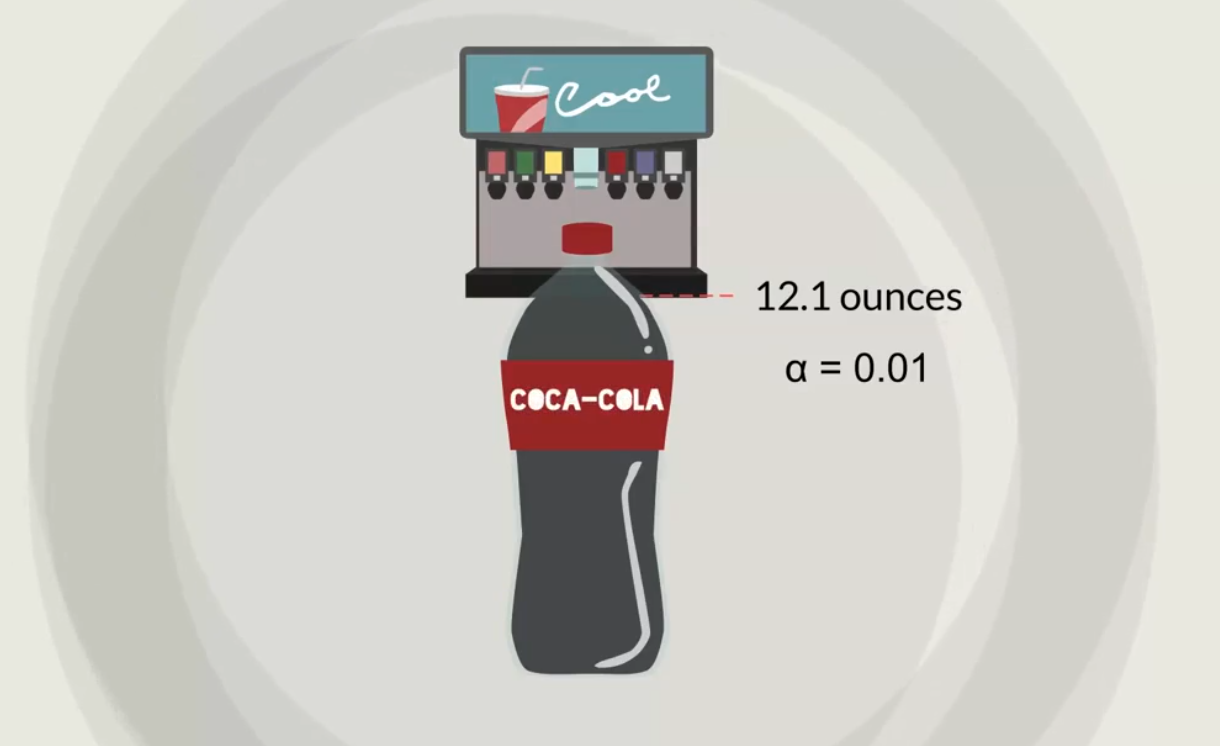 Cool
12.1 ounces
α = 0.01
COCA-COLA